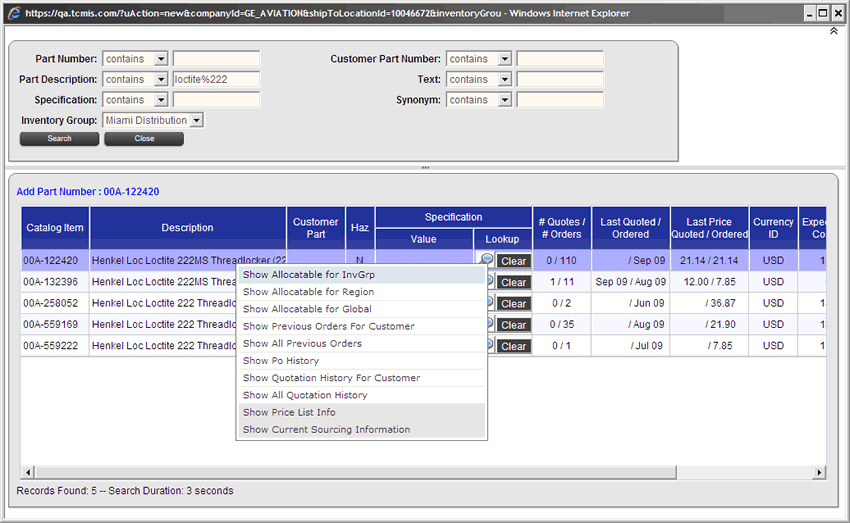 https://qa.tcmis.com/?uAction=new&companyId=GE_AVIATION&shipToLocationId=10046672&inventoryGrou - Windows Internet Explorer
Part Number: contains Customer Part Number: contains
Part Description: contains loctite%222 Text: contains
Specification: contains Synonym: contains
Inventory Group: Miami Distribution
Search Close
Add Part Number : 00A-122420
Catalog Item Description Customer Part Haz Specification Value Lookup # Quotes / # Orders Last Quoted / Ordered Last Price Quoted / Ordered Currency ID
00A-122420 Henkel Loc Loctite 222MS Threadlocker (22 N Clear 0 / 110 / Sep 09 21.14 / 21.14 USD 1
00A-132396 Henkel Loc Loctite 222MS Threadlo Clear 1 / 11 Sep 09 / Aug 09 12.00 / 7.85 USD
00A-258052 Henkel Loc Loctite 222 Threadlo Clear 0 / 2 / Jun 09 / 36.87 USD 1
00A-559169 Henkel Loc Loctite 222 Threadlo Clear 0 / 35 / Aug 09 / 21.90 USD 1
00A-559222 Henkel Loc Loctite 222 Threadlo Clear 0 / 1 / Jul 09 / 7.85 USD 1
Show Allocatable for InvGrp
Show Allocatable for Region
Show Allocatable for Global
Show Previous Orders For Customer
Show All Previous Orders
Show Po History
Show Quotation History For Customer
Show All Quotation History
Show Price List Info
Show Current Sourcing Information
Records Found: 5 -- Search Duration: 3 seconds